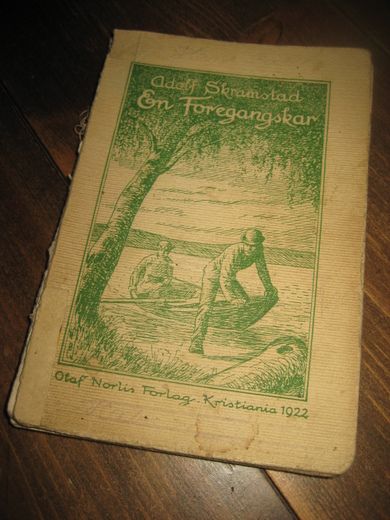 Adolf Skramstad
En Foregangskar
Olaf Norlis Forlag. Kristiania 1922